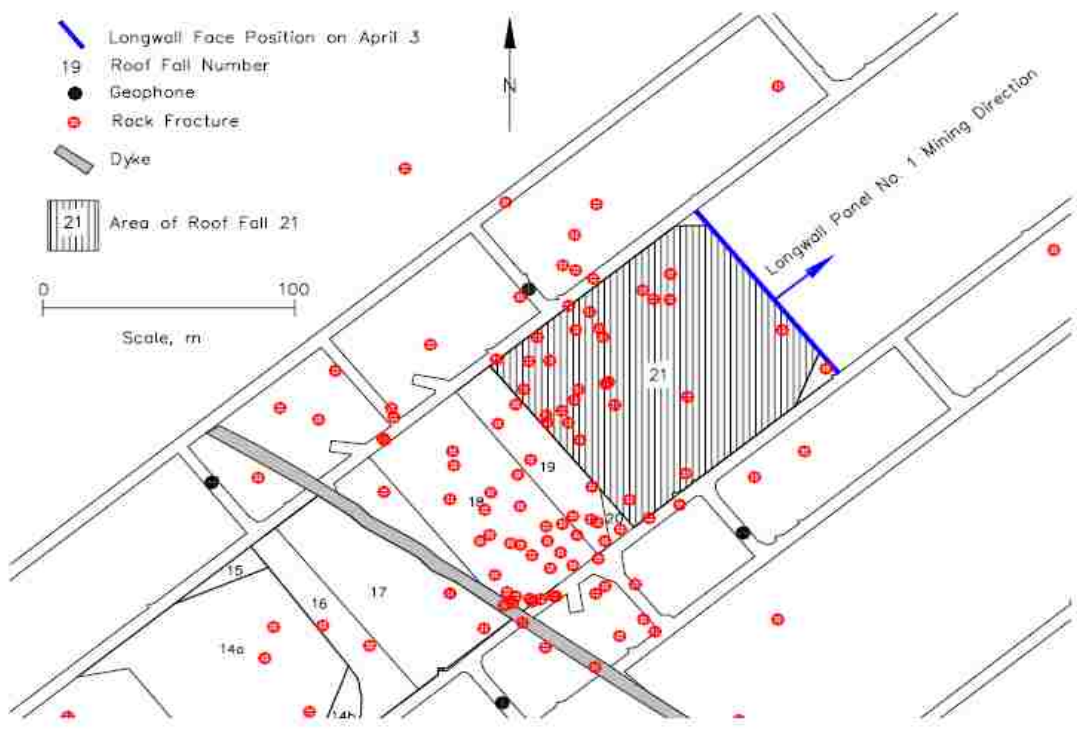 Longwall Face Position on April 3
19 Roof Fall Number
Geophone
Rock Fracture
Dyke
21 Area of Roof Fall 21
0 100
Scale, m
N
Longwall Panel No. 1 Mining Direction
21
19
18
20
17
16
15
14a
14b